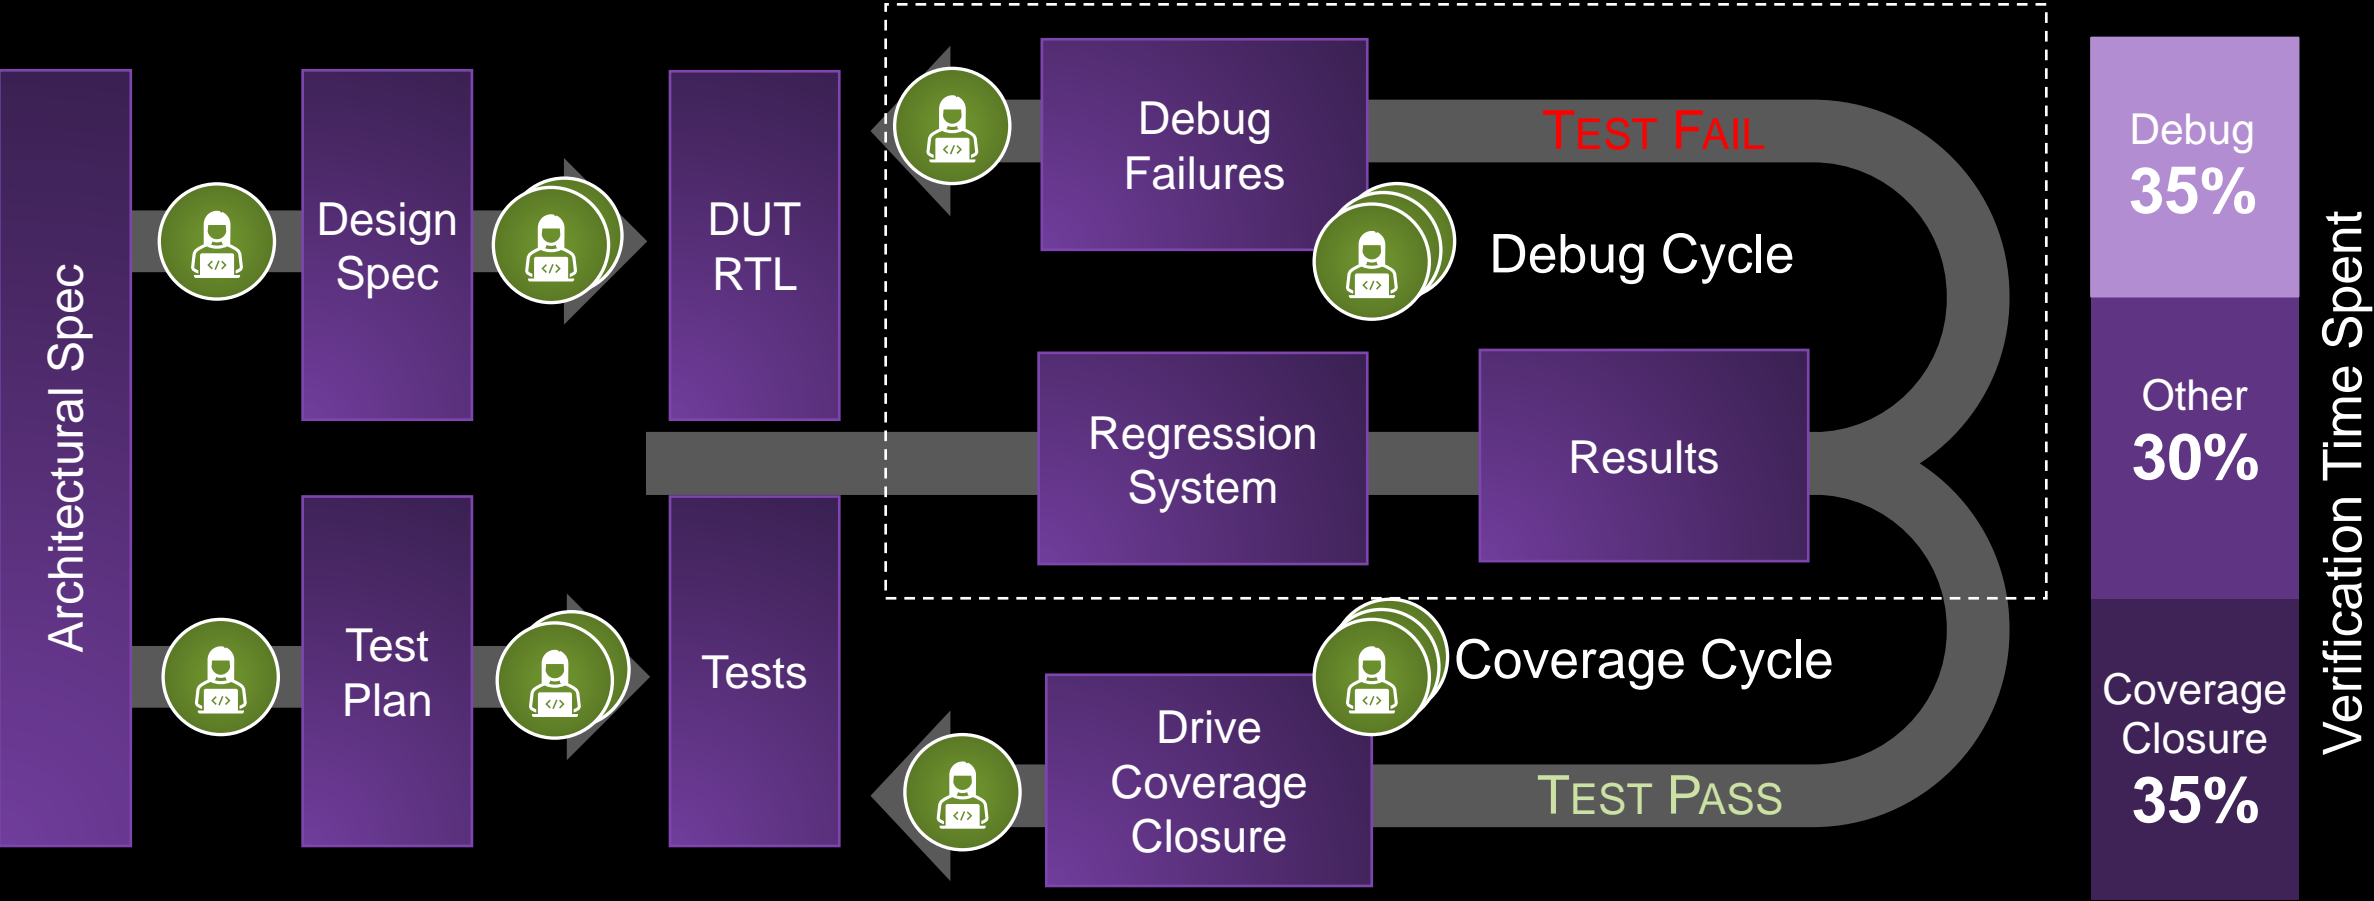 Architectural Spec
Design
Spec
DUT
RTL
Test
Plan
Tests
Debug
Failures
TEST FAIL
Debug Cycle
Regression
System
Results
Coverage Cycle
Drive
Coverage
Closure
TEST PASS
Debug
35%
Other
30%
Coverage
Closure
35%
Verification Time Spent